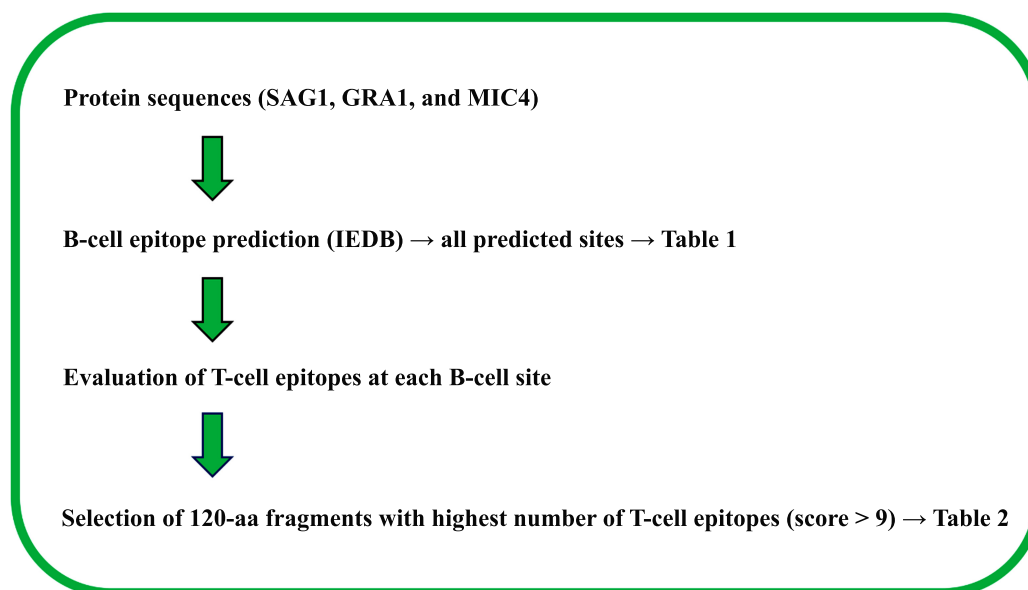 Protein sequences (SAG1, GRA1, and MIC4)
B-cell epitope prediction (IEDB) → all predicted sites → Table 1
Evaluation of T-cell epitopes at each B-cell site
Selection of 120-aa fragments with highest number of T-cell epitopes (score > 9) → Table 2